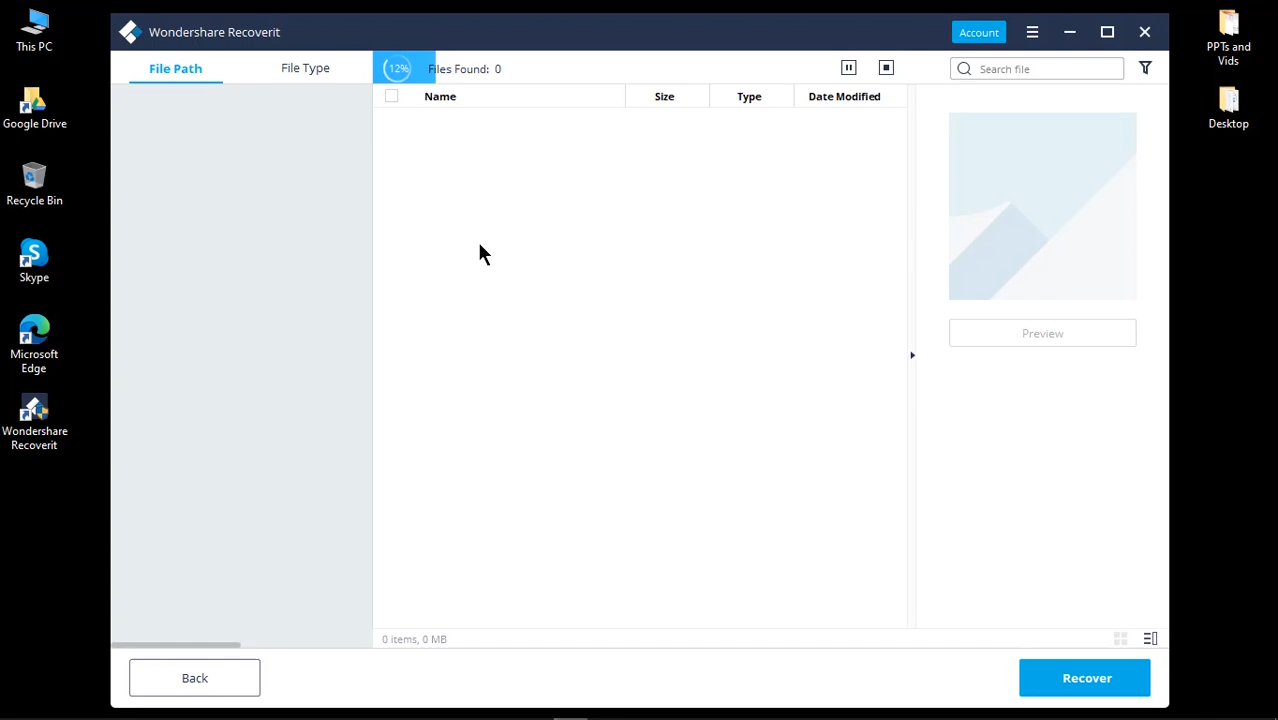 This PC
Google Drive
Recycle Bin
Skype
Microsoft
Edge
Wondershare
Recoverit
Wondershare Recoverit
Account
File Path
File Type
12%
Files Found: 0
Search file
Name
Size
Type
Date Modified
Preview
0 items, 0 MB
Back
Recover
PPTs and
Vids
Desktop